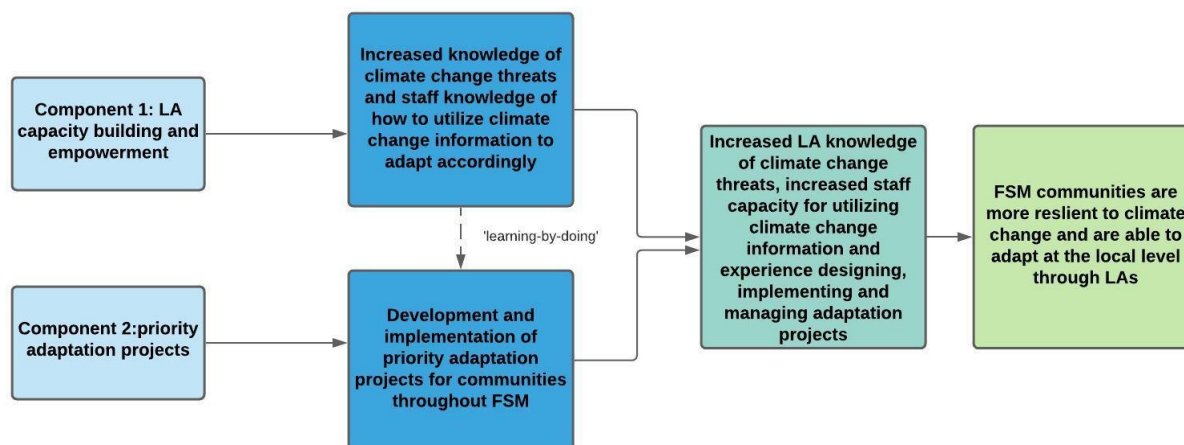 Component 1: LA
capacity building and
empowerment
Increased knowledge of
climate change threats
and staff knowledge of
how to utilize climate
change information to
adapt accordingly
'learning-by-doing'
Component 2:priority
adaptation projects
Development and
implementation of
priority adaptation
projects for communities
throughout FSM
Increased LA knowledge
of climate change
threats, increased staff
capacity for utilizing
climate change
information and
experience designing,
implementing and
managing adaptation
projects
FSM communities are
more reslient to climate
change and are able to
adapt at the local level
through LAs